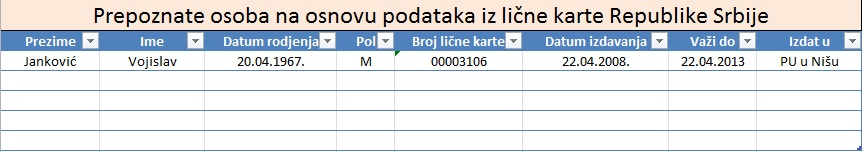 Prepoznate osoba na osnovu podataka iz lične karte Republike Srbije
Prezime Ime Datum rodjenja Pol Broj lične karte Datum izdavanja Važi do Izdat u
Janković Vojislav 20.04.1967. M 00003106 22.04.2008. 22.04.2013 PU u Nišu